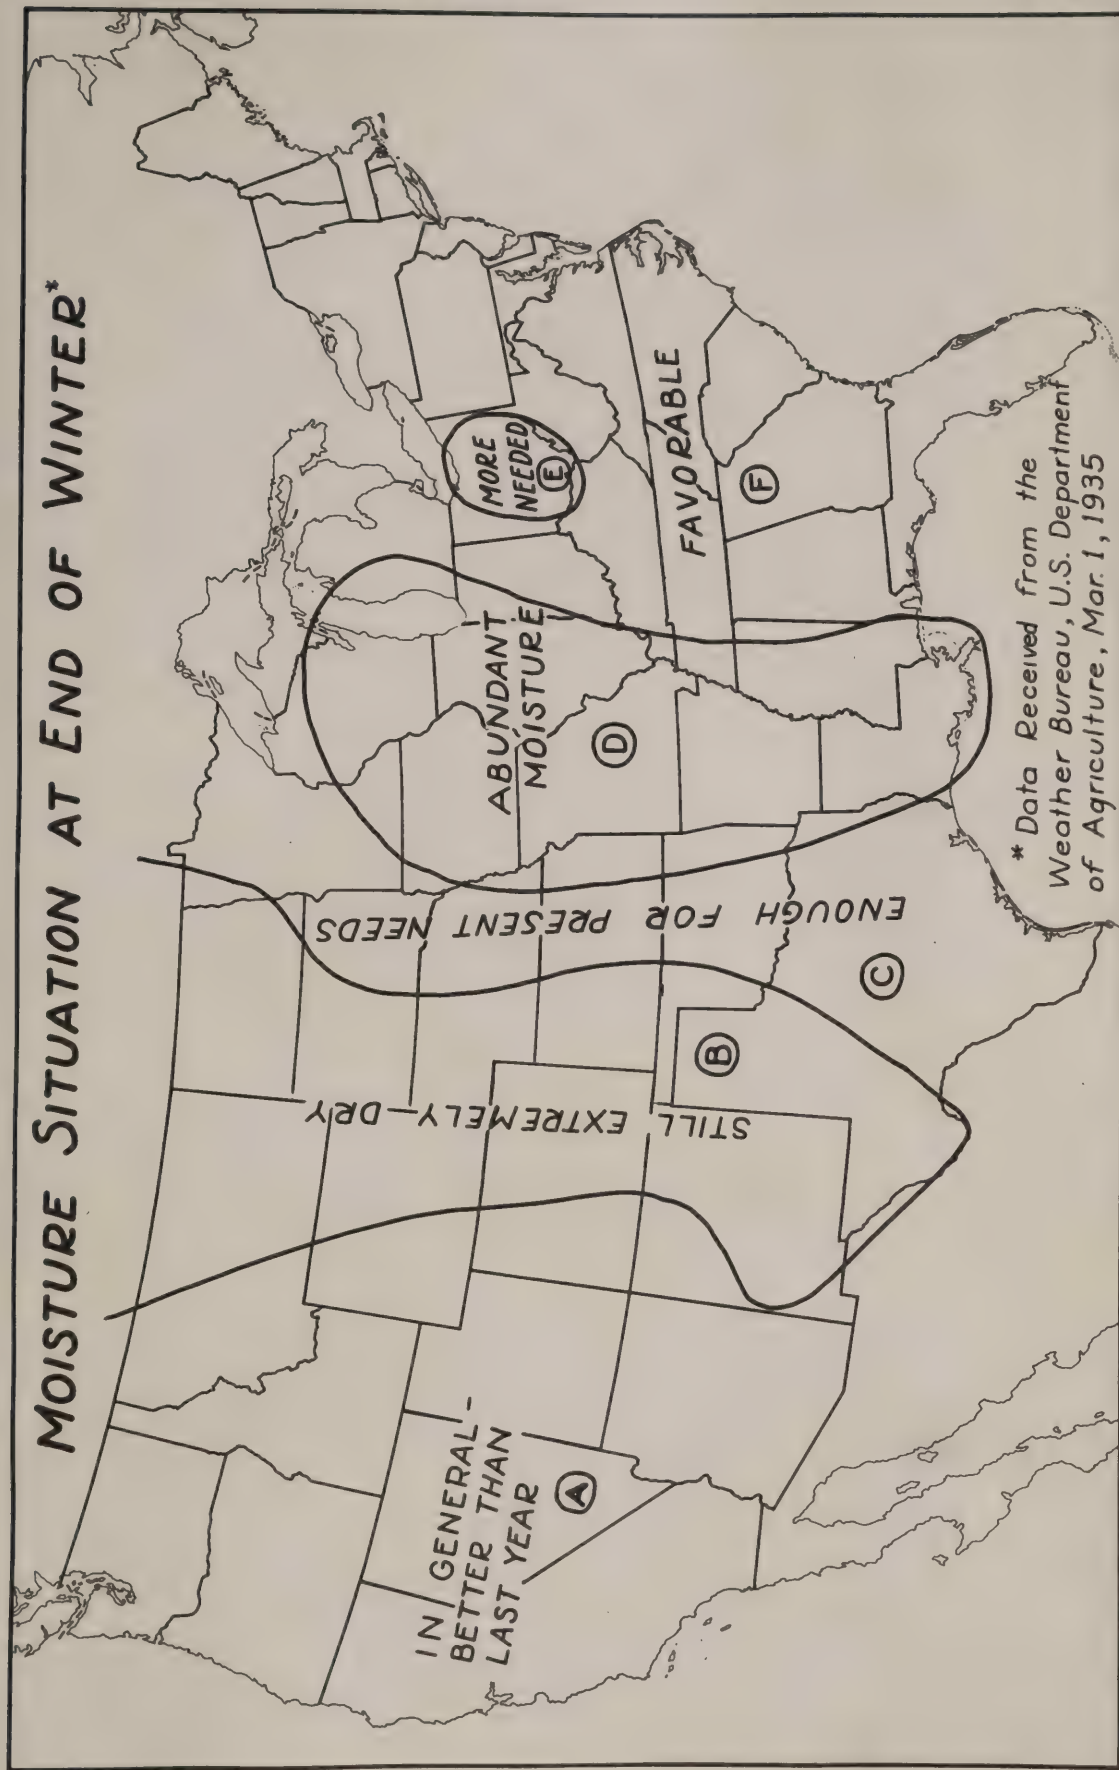 MOISTURE SITUATION AT END OF WINTER*
IN GENERAL-
BETTER THAN
LAST YEAR
A
STILL EXTREMELY DRY
B
ENOUGH FOR PRESENT NEEDS
C
ABUNDANT
MOISTURE
D
MORE
NEEDED
E
FAVORABLE
F
* Data Received from the
Weather Bureau, U.S. Department
of Agriculture, Mar. 1, 1935